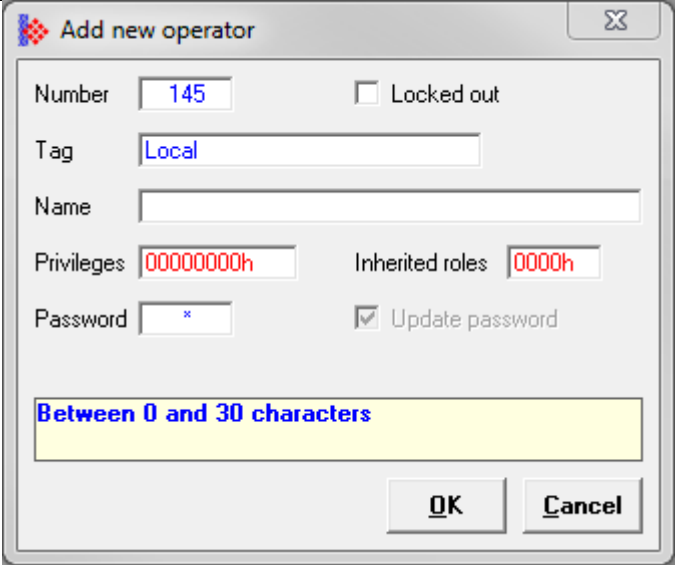 Add new operator
Number 145 Locked out
Tag Local
Name
Privileges 00000000h Inherited roles 0000h
Password * Update password
Between 0 and 30 characters
OK Cancel